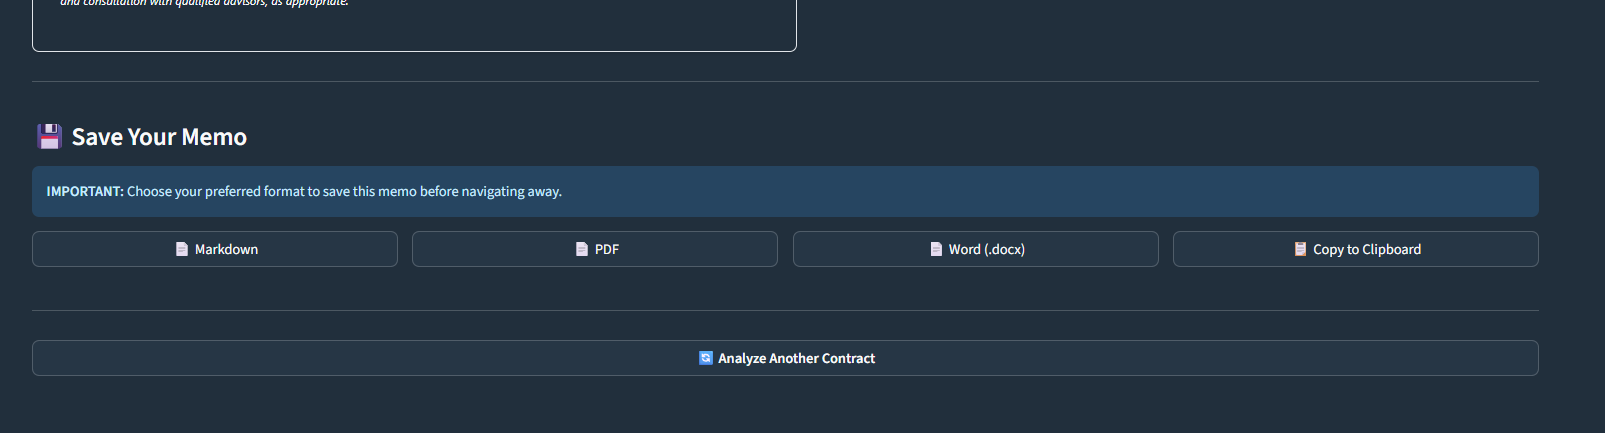 and consultation with qualified advisors, as appropriate.
Save Your Memo
IMPORTANT: Choose your preferred format to save this memo before navigating away.
Markdown
PDF
Word (.docx)
Copy to Clipboard
Analyze Another Contract